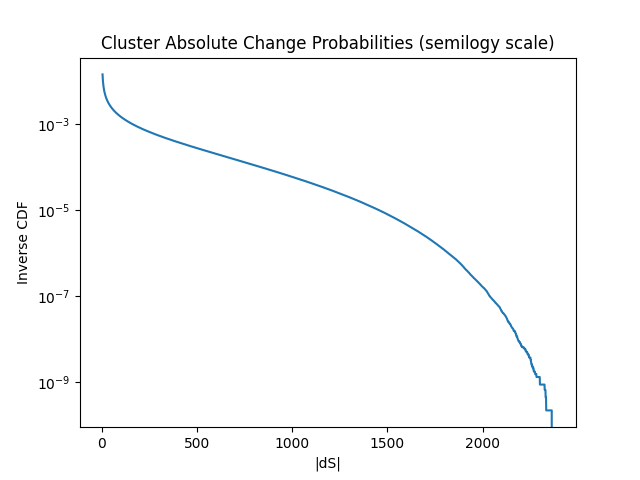 Cluster Absolute Change Probabilities (semilogy scale)
Inverse CDF
10⁻³
10⁻⁵
10⁻⁷
10⁻⁹
0 500 1000 1500 2000
|dS|